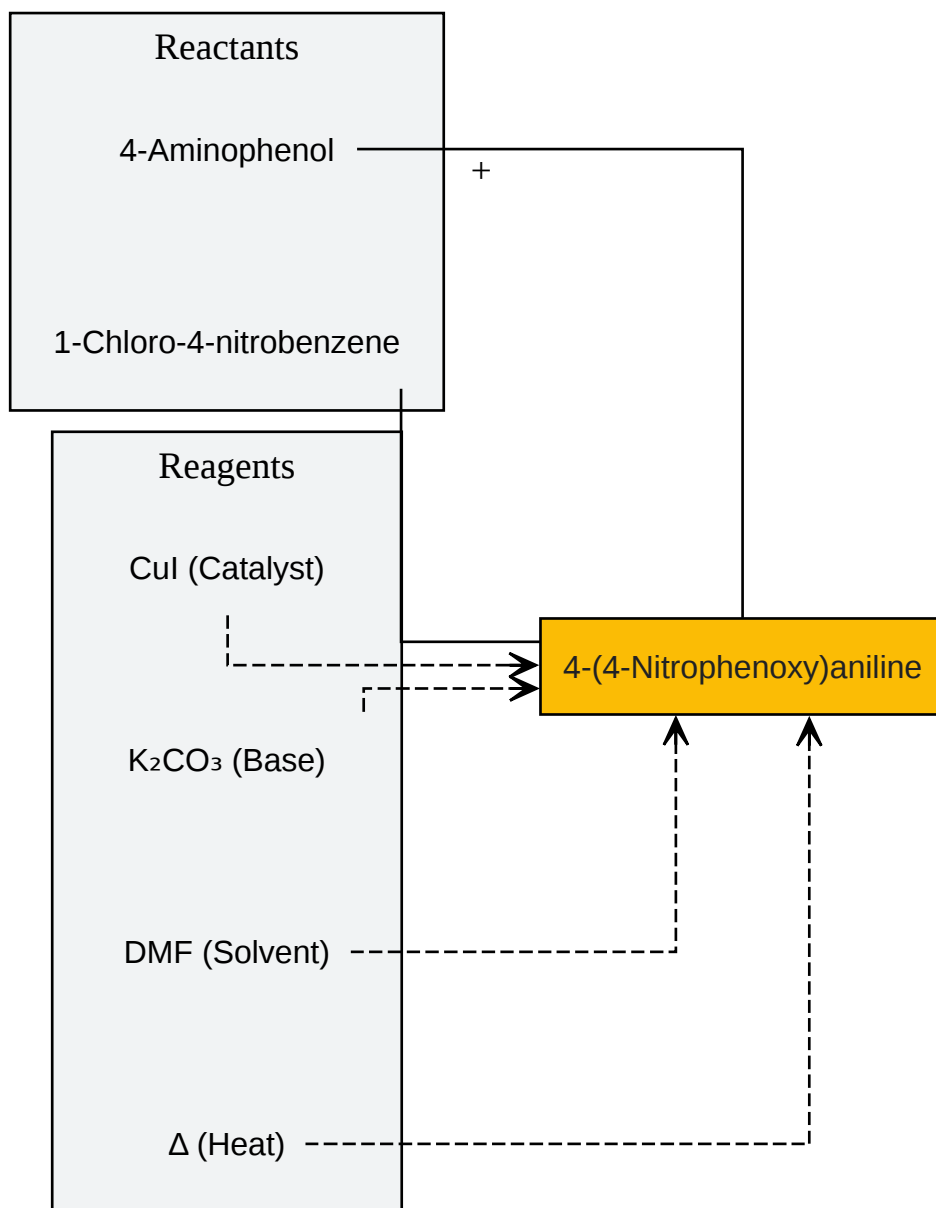 Reactants
4-Aminophenol
+
1-Chloro-4-nitrobenzene
Reagents
CuI (Catalyst)
4-(4-Nitrophenoxy)aniline
K₂CO₃ (Base)
DMF (Solvent)
Δ (Heat)